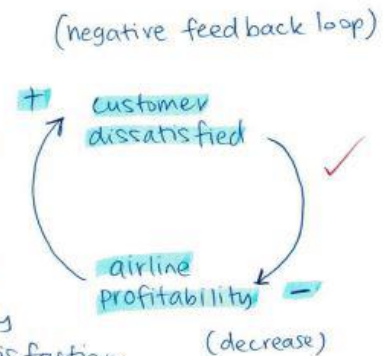 (negative feedback loop)
+
customer
dissatisfied
airline
profitability -
(decrease)